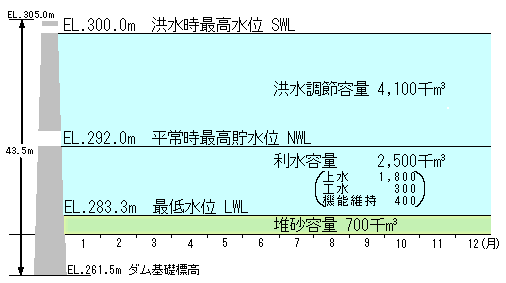 EL.305.0m
EL.300.0m 洪水時最高水位 SWL
洪水調節容量 4,100千m³
EL.292.0m 平常時最高貯水位 NWL
43.5m
利水容量 2,500千m³
上水 1,800
工水 300
機能維持 400
EL.283.3m 最低水位 LWL
堆砂容量 700千m³
1 2 3 4 5 6 7 8 9 10 11 12(月)
EL.261.5m ダム基礎標高